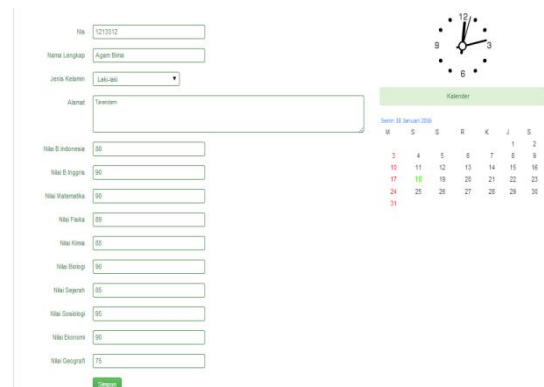 Nis 1213312
Nama Lengkap Agam Bima
Jenis Kelamin Laki-laki
Alamat Tarandam
Nilai B.Indonesia 80
Nilai B.Inggris 90
Nilai Matematika 90
Nilai Fisika 89
Nilai Kimia 88
Nilai Biologi 90
Nilai Sejarah 85
Nilai Sosiologi 95
Nilai Ekonomi 90
Nilai Geografi 75
Simpan
12
9 3
6
Kalender
Senin 18 Januari 2016
M S S R K J S
1 2
3 4 5 6 7 8 9
10 11 12 13 14 15 16
17 18 19 20 21 22 23
24 25 26 27 28 29 30
31